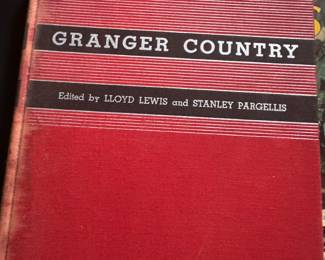 GRANGER COUNTRY
Edited by LLOYD LEWIS and STANLEY PARGELLIS